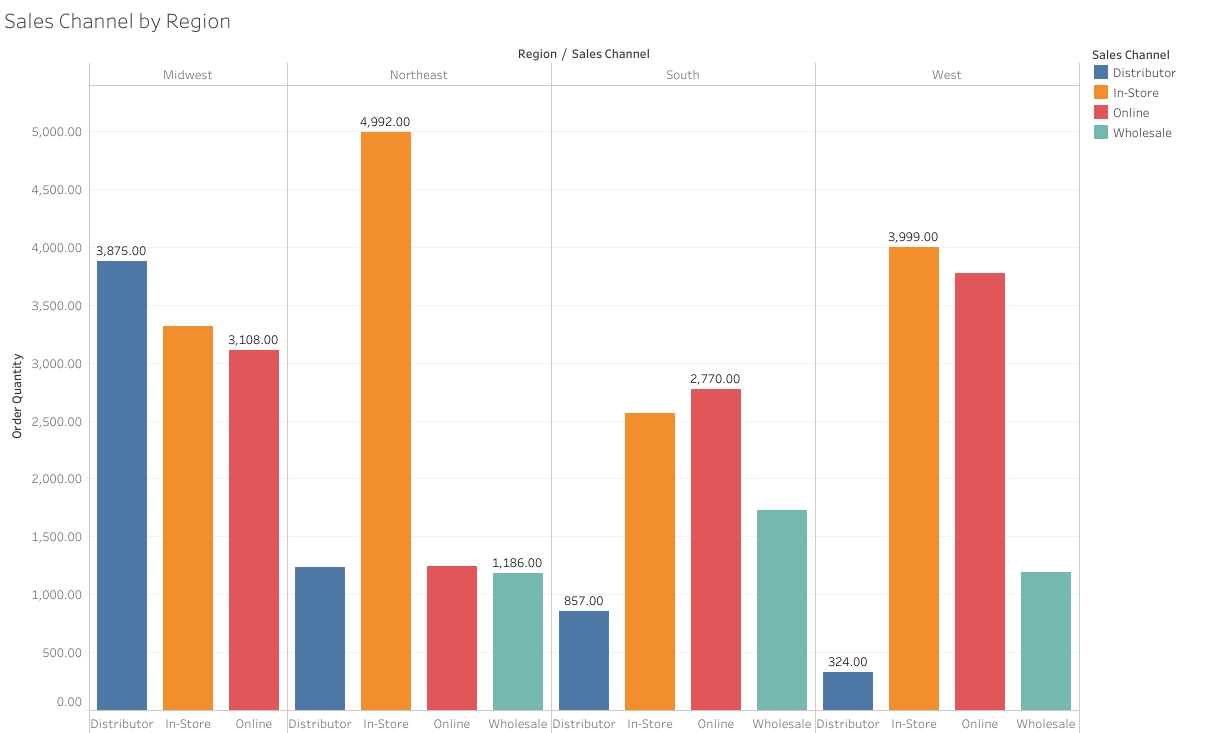 Sales Channel by Region
Region / Sales Channel
Midwest Northeast South West
Sales Channel
Distributor
In-Store
Online
Wholesale
Order Quantity
5,000.00
4,500.00
4,000.00
3,500.00
3,000.00
2,500.00
2,000.00
1,500.00
1,000.00
500.00
0.00
3,875.00
3,108.00
4,992.00
1,186.00
857.00
2,770.00
324.00
3,999.00
Distributor In-Store Online Distributor In-Store Online Wholesale Distributor In-Store Online Wholesale Distributor In-Store Online Wholesale